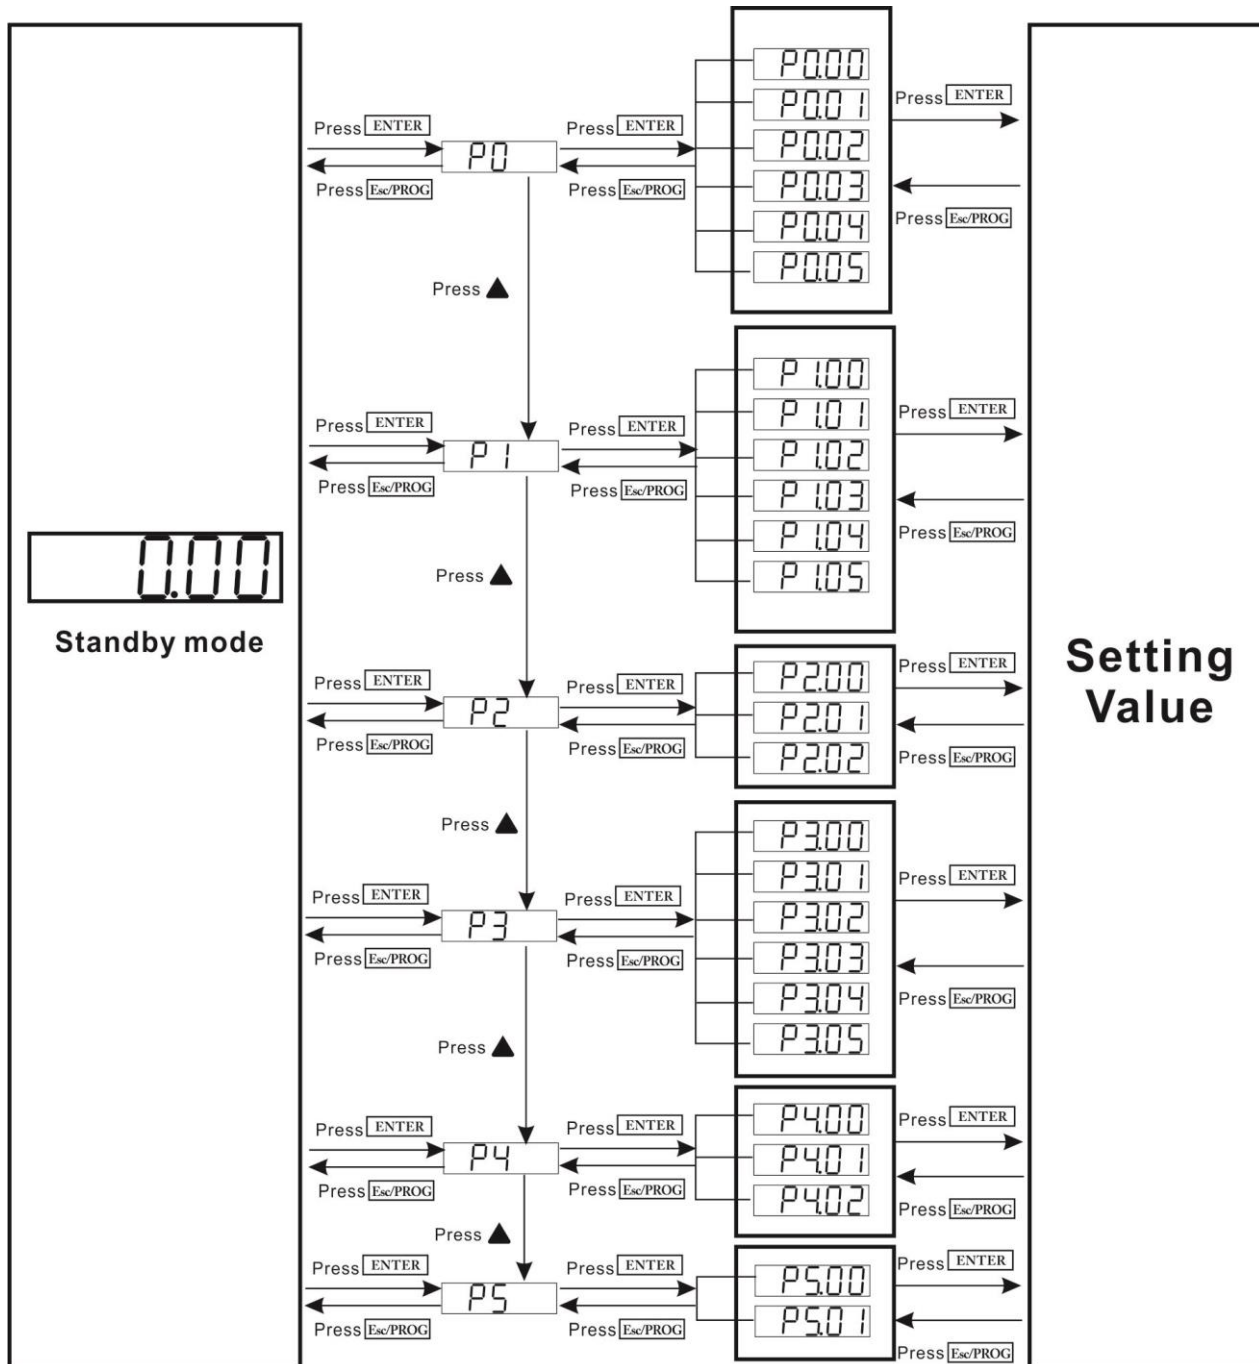 P0.00
Press ENTER
P0.01
Press ENTER
Press ENTER
P0.02
P0
P0.03
Press Esc/PROG
Press Esc/PROG
Press Esc/PROG
P0.04
P0.05
Press ▲
P1.00
Press ENTER
P1.01
Press ENTER
Press ENTER
P1.02
P1
Press Esc/PROG
Press Esc/PROG
P1.03
Press Esc/PROG
P1.04
0.00
Press ▲
P1.05
Standby mode
Setting
Value
Press ENTER
P2.00
Press ENTER
Press ENTER
P2
P2.01
Press Esc/PROG
Press Esc/PROG
P2.02
Press Esc/PROG
Press ▲
P3.00
P3.01
Press ENTER
Press ENTER
Press ENTER
P3.02
P3
P3.03
Press Esc/PROG
Press Esc/PROG
Press Esc/PROG
P3.04
P3.05
Press ▲
P4.00
Press ENTER
Press ENTER
Press ENTER
P4
P4.01
Press Esc/PROG
Press Esc/PROG
P4.02
Press Esc/PROG
Press ▲
Press ENTER
Press ENTER
Press ENTER
P5.00
P5
P5.01
Press Esc/PROG
Press Esc/PROG
Press Esc/PROG